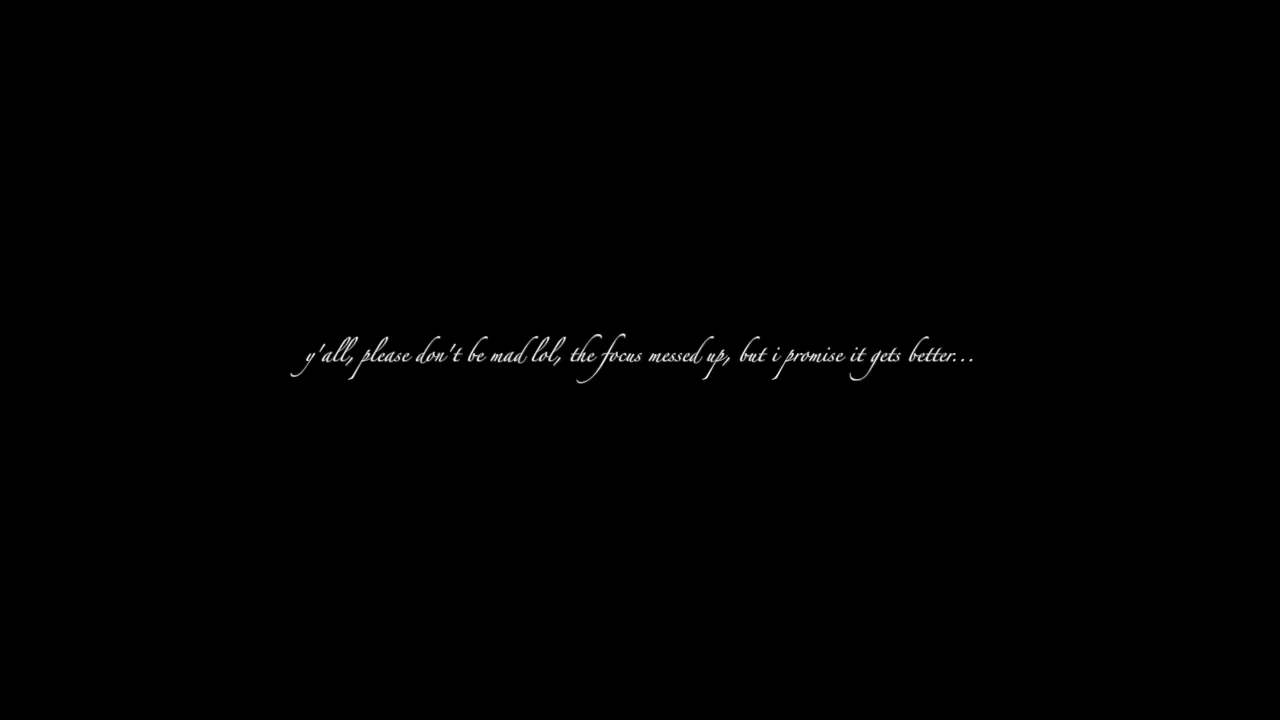 y'all, please don't be mad lol, the focus messed up, but i promise it gets better...